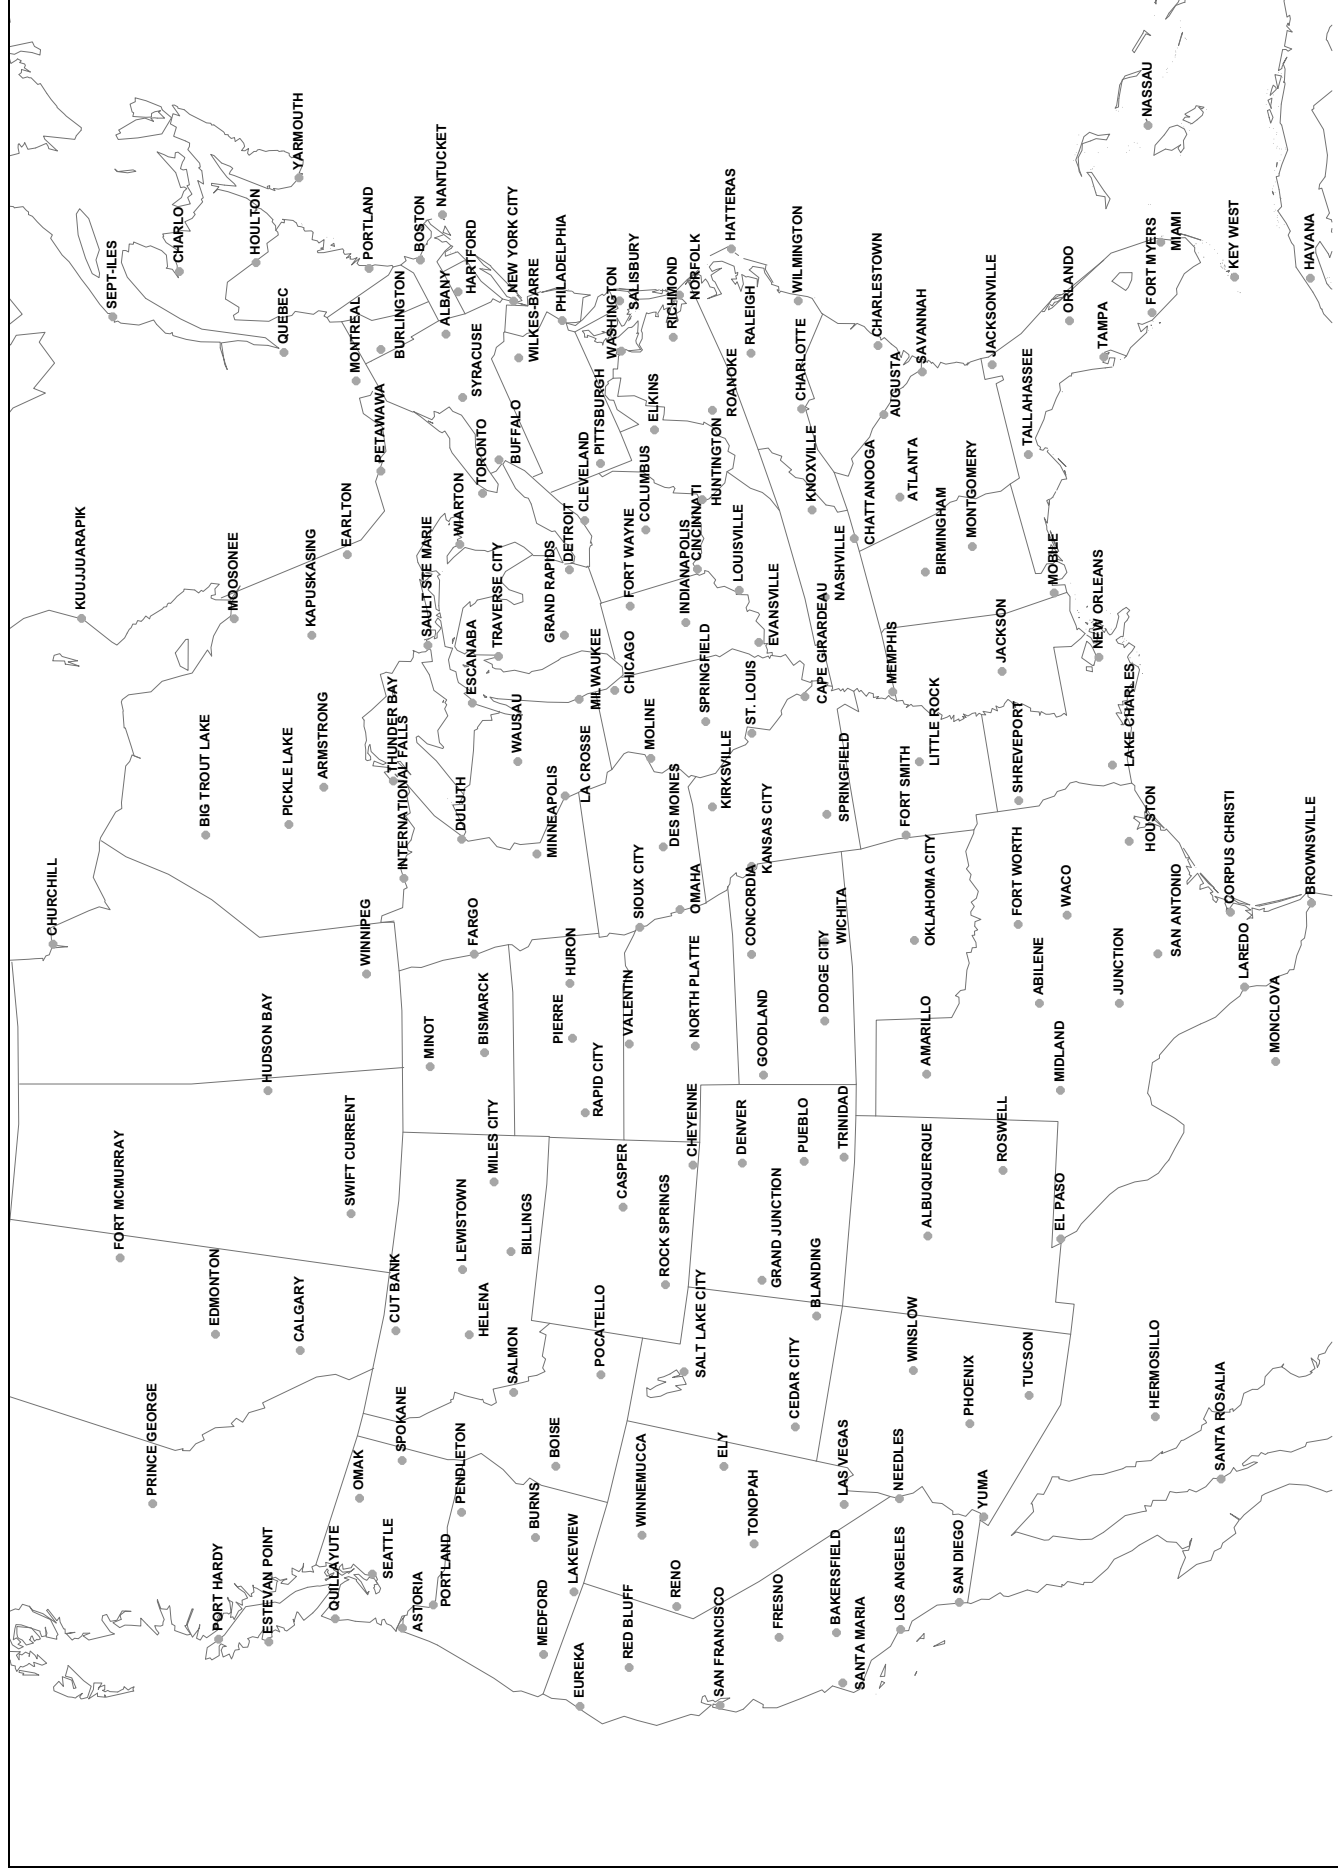 CHURCHILL
KUUJJUARAPIK
SEPT-ILES
FORT MCMURRAY
PRINCE GEORGE
CHARLO
BIG TROUT LAKE
EDMONTON
PORT HARDY
MOOSONEE
HOULTON
HUDSON BAY
ESTEVAN POINT
QUEBEC
PICKLE LAKE
YARMOUTH
CALGARY
KAPUSKASING
ARMSTRONG
QUILLAYUTE
EARLTON
SWIFT CURRENT
MONTREAL
OMAK
PORTLAND
WINNIPEG
PETAWAWA
SEATTLE
THUNDER BAY
CUT BANK
BURLINGTON
SPOKANE
INTERNATIONAL FALLS
ASTORIA
BOSTON
SAULT STE MARIE
MINOT
PORTLAND
NANTUCKET
ALBANY
WIARTON
DULUTH
LEWISTOWN
PENDLETON
HARTFORD
SYRACUSE
ESCANABA
FARGO
HELENA
TORONTO
BISMARCK
MILES CITY
TRAVERSE CITY
NEW YORK CITY
BUFFALO
SALMON
WILKES-BARRE
WAUSAU
BILLINGS
BURNS
MEDFORD
GRAND RAPIDS
MINNEAPOLIS
BOISE
PHILADELPHIA
DETROIT
PIERRE
HURON
LAKEVIEW
EUREKA
CLEVELAND
LA CROSSE
PITTSBURGH
MILWAUKEE
RAPID CITY
POCATELLO
WASHINGTON
CASPER
FORT WAYNE
CHICAGO
VALENTIN
RED BLUFF
SALISBURY
COLUMBUS
SIOUX CITY
WINNEMUCCA
MOLINE
ELKINS
ROCK SPRINGS
RICHMOND
DES MOINES
RENO
INDIANAPOLIS
NORFOLK
CINCINNATI
OMAHA
NORTH PLATTE
CHEYENNE
SALT LAKE CITY
SPRINGFIELD
HUNTINGTON
SAN FRANCISCO
ELY
KIRKSVILLE
HATTERAS
ROANOKE
LOUISVILLE
DENVER
RALEIGH
ST. LOUIS
CONCORDIA
TONOPAH
KANSAS CITY
GOODLAND
EVANSVILLE
GRAND JUNCTION
FRESNO
WILMINGTON
CHARLOTTE
CEDAR CITY
PUEBLO
KNOXVILLE
BLANDING
CAPE GIRARDEAU
DODGE CITY
BAKERSFIELD
NASHVILLE
WICHITA
SPRINGFIELD
TRINIDAD
LAS VEGAS
SANTA MARIA
CHATTANOOGA
CHARLESTOWN
AUGUSTA
MEMPHIS
NEEDLES
LOS ANGELES
FORT SMITH
ATLANTA
WINSLOW
SAVANNAH
LITTLE ROCK
OKLAHOMA CITY
AMARILLO
ALBUQUERQUE
BIRMINGHAM
SAN DIEGO
PHOENIX
MONTGOMERY
YUMA
JACKSONVILLE
JACKSON
ROSWELL
SHREVEPORT
FORT WORTH
TALLAHASSEE
TUCSON
ABILENE
MOBILE
MIDLAND
EL PASO
WACO
ORLANDO
NEW ORLEANS
TAMPA
JUNCTION
LAKE CHARLES
NASSAU
FORT MYERS
HOUSTON
HERMOSILLO
MIAMI
SAN ANTONIO
SANTA ROSALIA
CORPUS CHRISTI
KEY WEST
LAREDO
MONCLOVA
BROWNSVILLE
HAVANA